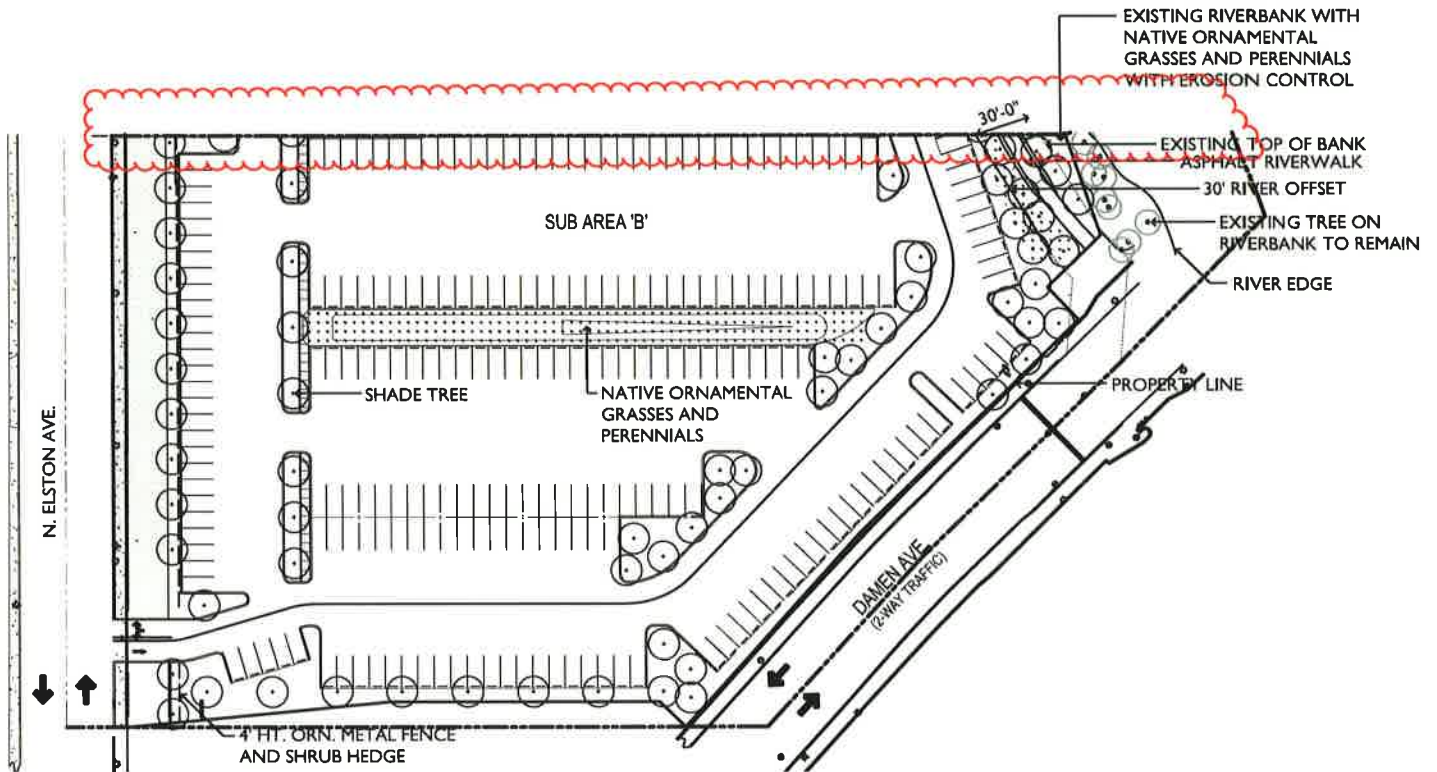 EXISTING RIVERBANK WITH
NATIVE ORNAMENTAL
GRASSES AND PERENNIALS
WITH EROSION CONTROL
30'-0"
EXISTING TOP OF BANK
ASPHALT RIVERWALK
30' RIVER OFFSET
EXISTING TREE ON
RIVERBANK TO REMAIN
RIVER EDGE
SUB AREA 'B'
SHADE TREE
NATIVE ORNAMENTAL
GRASSES AND
PERENNIALS
PROPERTY LINE
N. ELSTON AVE.
DAMEN AVE
(2-WAY TRAFFIC)
4' HT. ORN. METAL FENCE
AND SHRUB HEDGE